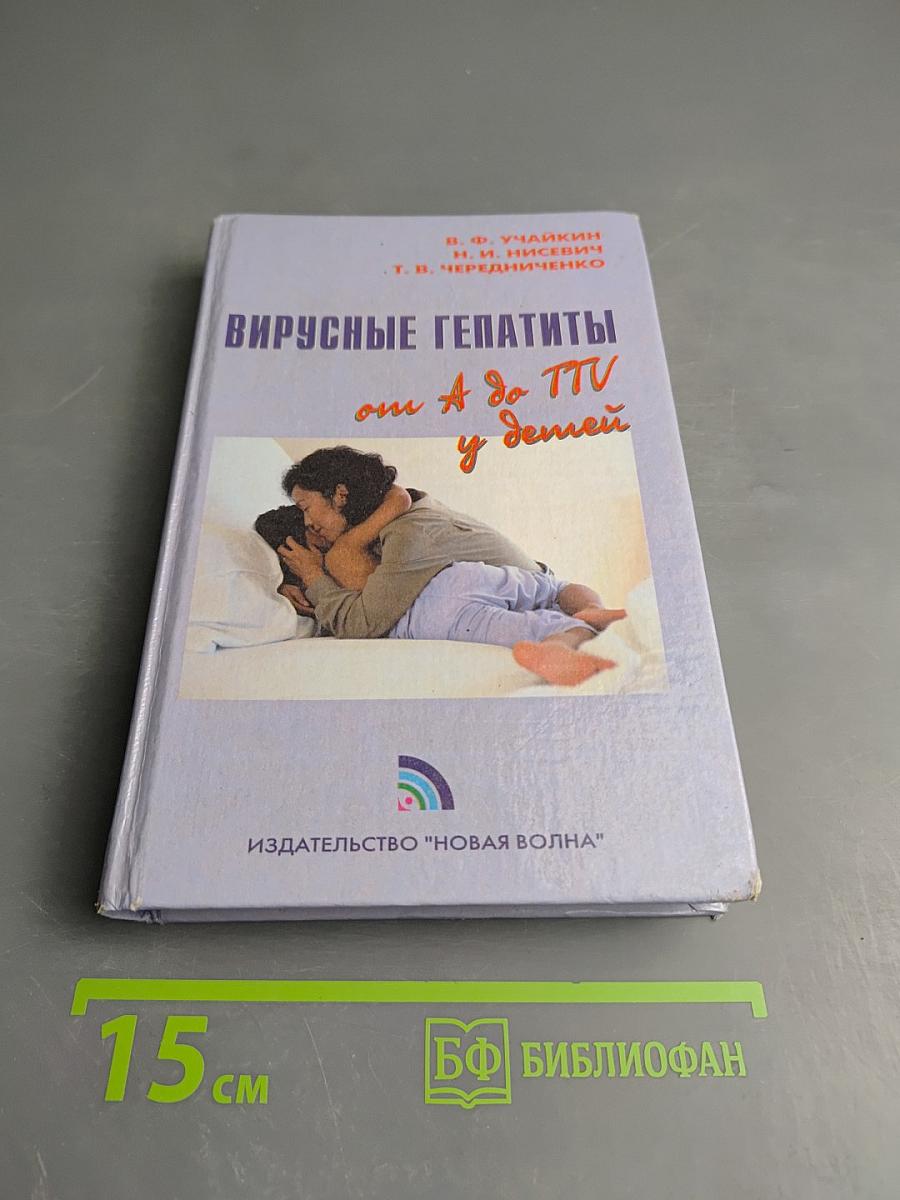 В. Ф. УЧАЙКИН
Н. И. НИСЕВИЧ
Т. В. ЧЕРЕДНИЧЕНКО
ВИРУСНЫЕ ГЕПАТИТЫ
от А до TTV
у детей
ИЗДАТЕЛЬСТВО "НОВАЯ ВОЛНА"
15 см
БФ БИБЛИОФАН